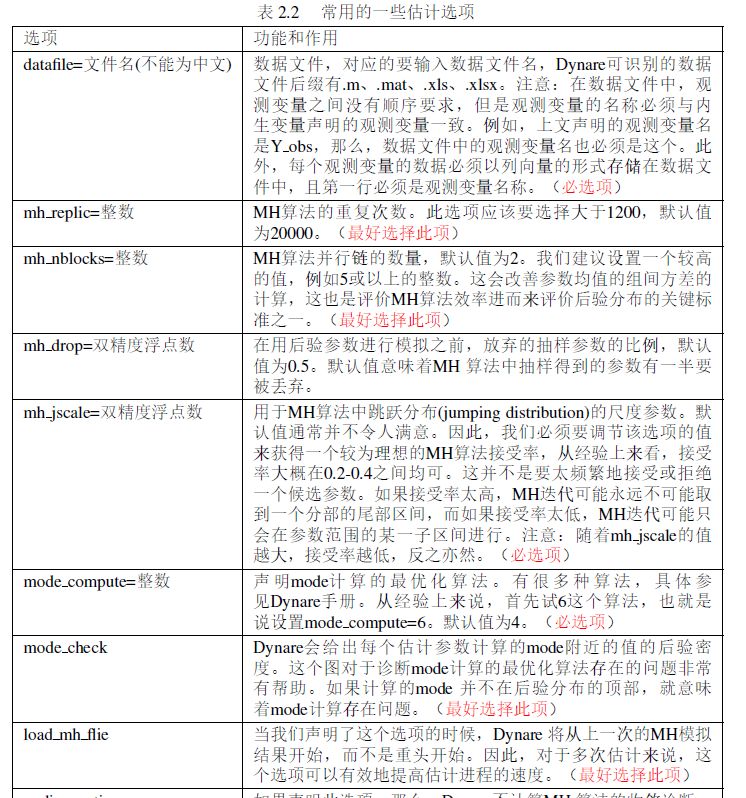 表 2.2 常用的一些估计选项
选项
功能和作用
datafile=文件名(不能为中文)
数据文件，对应的要输入数据文件名，Dynare可识别的数据
文件后缀有.m、.mat、.xls、.xlsx。注意：在数据文件中，观
测变量之间没有顺序要求，但是观测变量的名称必须与内
生变量声明的观测变量一致。例如，上文声明的观测变量名
是Y_obs，那么，数据文件中的观测变量名也必须是这个。此
外，每个观测变量的数据必须以列向量的形式存储在数据文
件中，且第一行必须是观测变量名称。（必选项）
mh_replic=整数
MH算法的重复次数。此选项应该要选择大于1200，默认值
为20000。（最好选择此项）
mh_nblocks=整数
MH算法并行链的数量，默认值为2。我们建议设置一个较高
的值，例如5或以上的整数。这会改善参数均值的组间方差的
计算，这也是评价MH算法效率进而来评价后验分布的关键标
准之一。（最好选择此项）
mh_drop=双精度浮点数
在用后验参数进行模拟之前，放弃的抽样参数的比例，默认
值为0.5。默认值意味着MH 算法中抽样得到的参数有一半要
被丢弃。
mh_jscale=双精度浮点数
用于MH算法中跳跃分布(jumping distribution)的尺度参数。默
认值通常并不令人满意。因此，我们必须要调节该选项的值
来获得一个较为理想的MH算法接受率，从经验上来看，接受
率大概在0.2-0.4之间均可。这并不是要太频繁地接受或拒绝
一个候选参数。如果接受率太高，MH迭代可能永远不可能取
到一个分部的尾部区间，而如果接受率太低，MH迭代可能只
会在参数范围的某一子区间进行。注意：随着mh_jscale的值
越大，接受率越低，反之亦然。（必选项）
mode_compute=整数
声明mode计算的最优化算法。有很多种算法，具体参
见Dynare手册。从经验上来说，首先试6这个算法，也就是
说设置mode_compute=6。默认值为4。（必选项）
mode_check
Dynare会给出每个估计参数计算的mode附近的值的后验密
度。这个图对于诊断mode计算的最优化算法存在的问题非常
有帮助。如果计算的mode 并不在后验分布的顶部，就意味
着mode计算存在问题。（最好选择此项）
load_mh_flie
当我们声明了这个选项的时候，Dynare 将从上一次的MH模拟
结果开始，而不是重头开始。因此，对于多次估计来说，这
个选项可以有效地提高估计进程的速度。（最好选择此项）